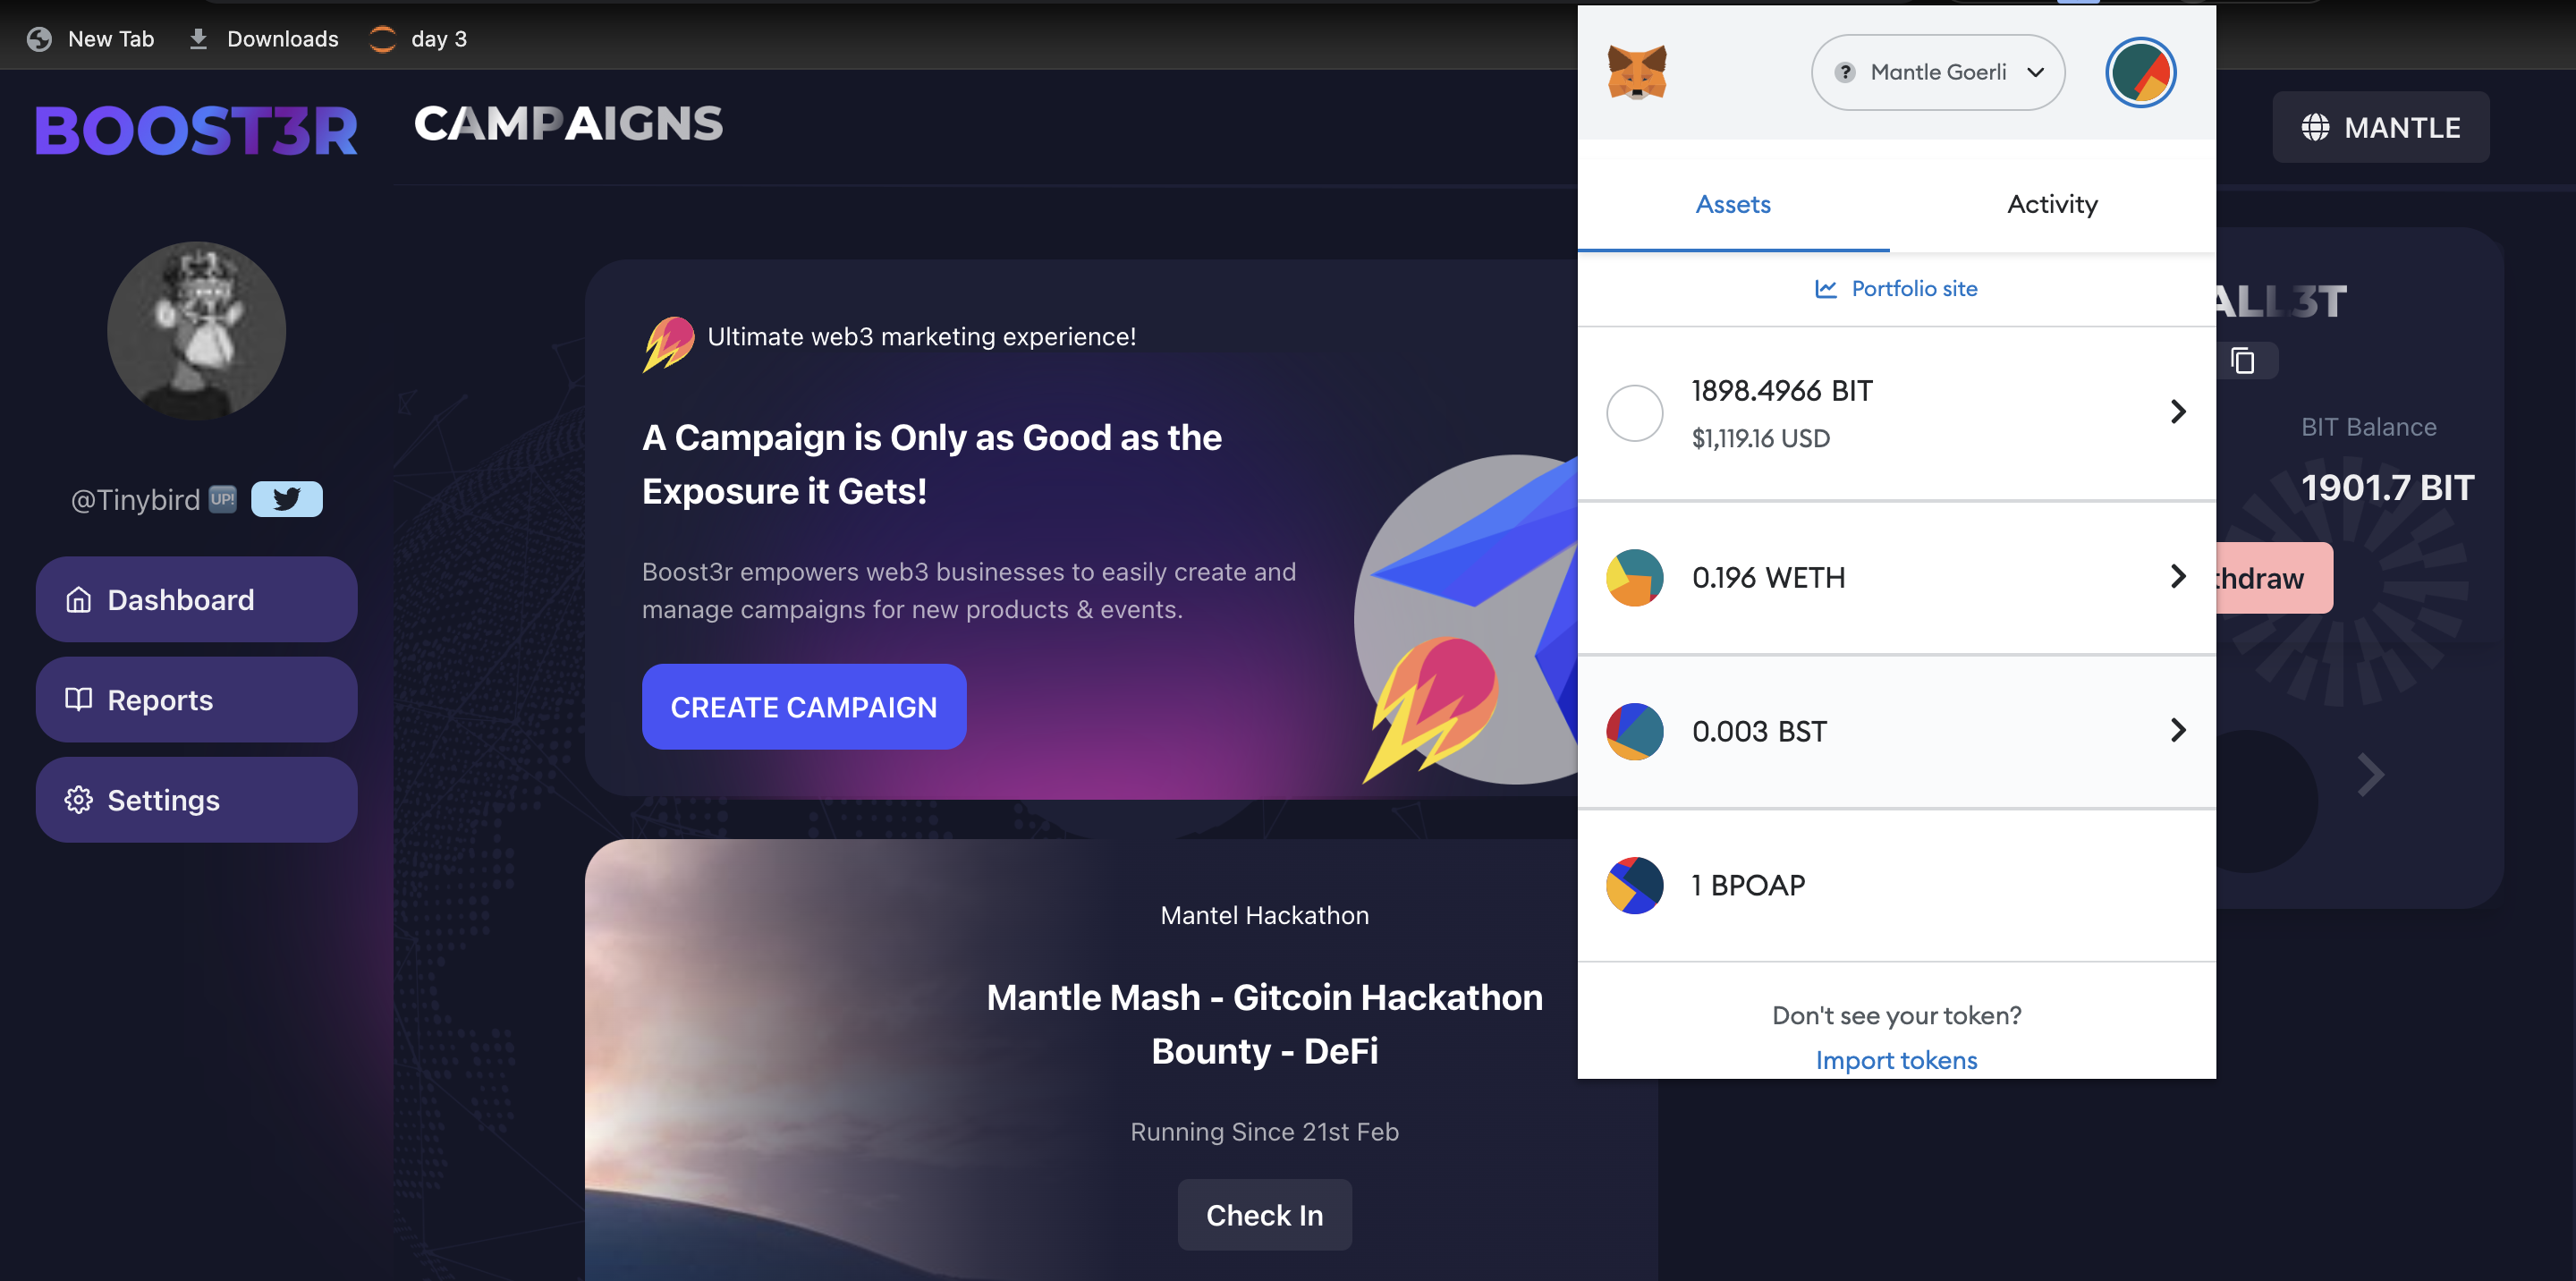 New Tab
Downloads
day 3
BOOST3R
CAMPAIGNS
Mantle Goerli
MANTLE
Assets
Activity
Portfolio site
@Tinybird UP!
Dashboard
Reports
Settings
Ultimate web3 marketing experience!
A Campaign is Only as Good as the
Exposure it Gets!
Boost3r empowers web3 businesses to easily create and
manage campaigns for new products & events.
CREATE CAMPAIGN
1898.4966 BIT
$1,119.16 USD
0.196 WETH
0.003 BST
1 BPOAP
Don't see your token?
Import tokens
ALL3T
BIT Balance
1901.7 BIT
thdraw
Mantel Hackathon
Mantle Mash - Gitcoin Hackathon
Bounty - DeFi
Running Since 21st Feb
Check In